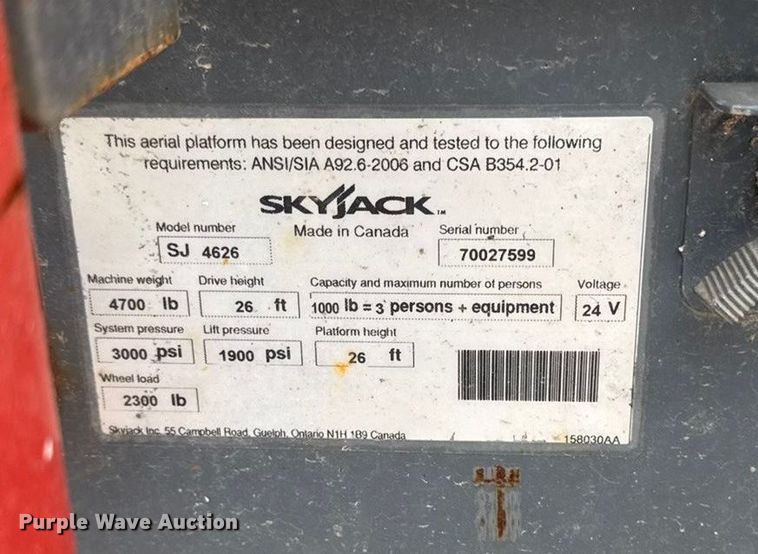 This aerial platform has been designed and tested to the following
requirements: ANSI/SIA A92.6-2006 and CSA B354.2-01
SKYJACK™
Model number
Made in Canada
Serial number
SJ 4626
70027599
Machine weight
Drive height
Capacity and maximum number of persons
Voltage
4700 lb
26 ft
1000 lb = 3 persons + equipment
24 V
System pressure
Lift pressure
Platform height
3000 psi
1900 psi
26 ft
Wheel load
2300 lb
Skyjack Inc. 55 Campbell Road, Guelph, Ontario N1H 1B9 Canada
158030AA
Purple Wave Auction